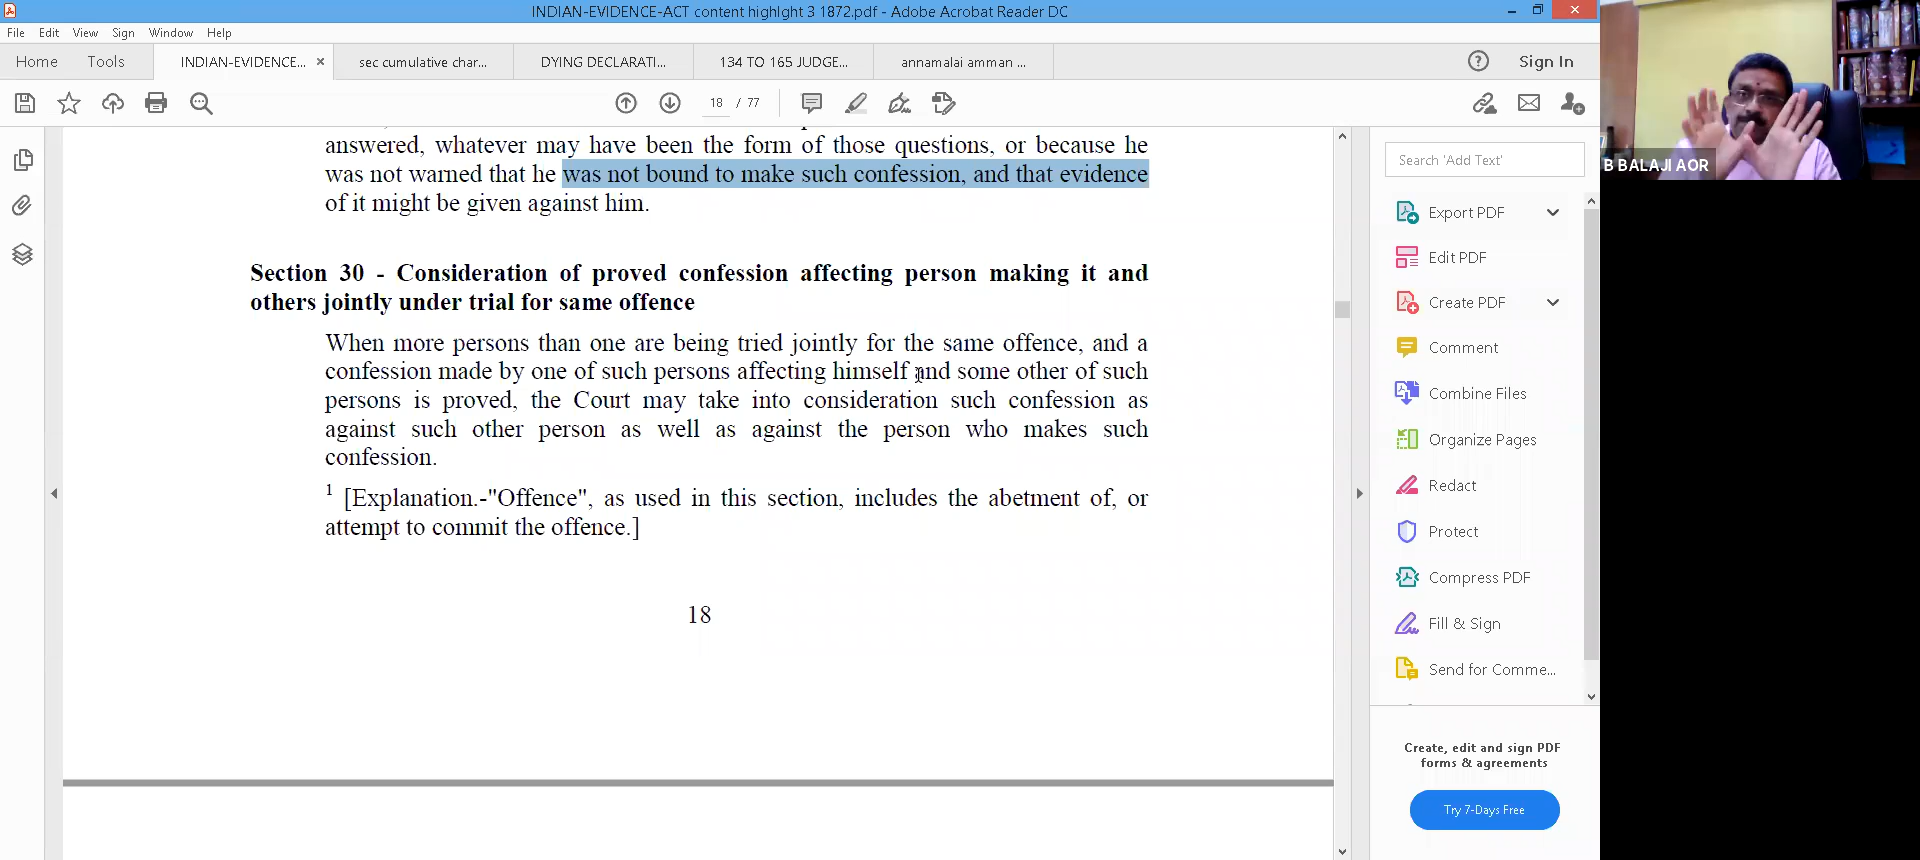 INDIAN-EVIDENCE-ACT content highlght 3 1872.pdf - Adobe Acrobat Reader DC
File Edit View Sign Window Help
Home Tools INDIAN-EVIDENCE... × sec cumulative char... DYING DECLARATI... 134 TO 165 JUDGE... annamalai amman ... Sign In
18 / 77
answered, whatever may have been the form of those questions, or because he
was not warned that he was not bound to make such confession, and that evidence
of it might be given against him.
Section 30 - Consideration of proved confession affecting person making it and
others jointly under trial for same offence
When more persons than one are being tried jointly for the same offence, and a
confession made by one of such persons affecting himself and some other of such
persons is proved, the Court may take into consideration such confession as
against such other person as well as against the person who makes such
confession.
1 [Explanation.-"Offence", as used in this section, includes the abetment of, or
attempt to commit the offence.]
18
Search 'Add Text'
Export PDF
Edit PDF
Create PDF
Comment
Combine Files
Organize Pages
Redact
Protect
Compress PDF
Fill & Sign
Send for Comme...
Create, edit and sign PDF
forms & agreements
Try 7-Days Free
B BALAJI AOR